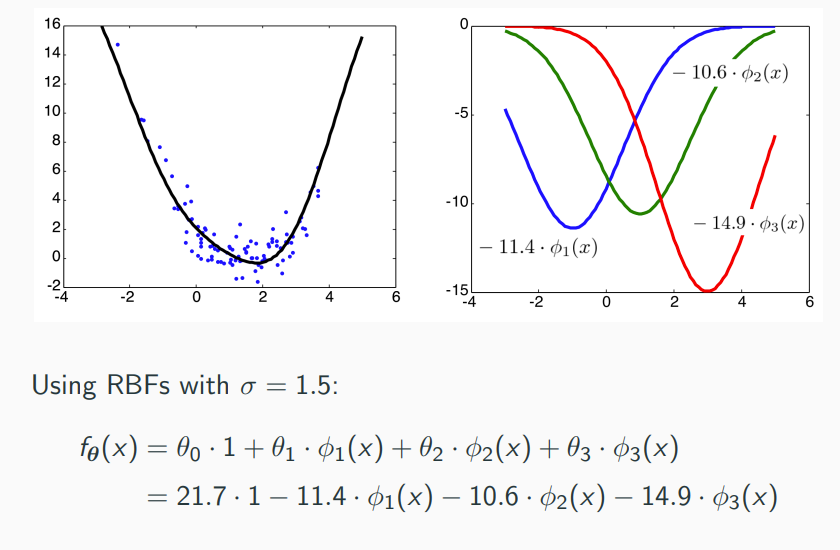 16
14
12
10
8
6
4
2
0
-2
-4 -2 0 2 4 6
0
-5
-10
-15
-4 -2 0 2 4 6
− 10.6 · ϕ₂(x)
− 14.9 · ϕ₃(x)
− 11.4 · ϕ₁(x)
Using RBFs with σ = 1.5:
f_θ(x) = θ₀ · 1 + θ₁ · ϕ₁(x) + θ₂ · ϕ₂(x) + θ₃ · ϕ₃(x)
= 21.7 · 1 − 11.4 · ϕ₁(x) − 10.6 · ϕ₂(x) − 14.9 · ϕ₃(x)